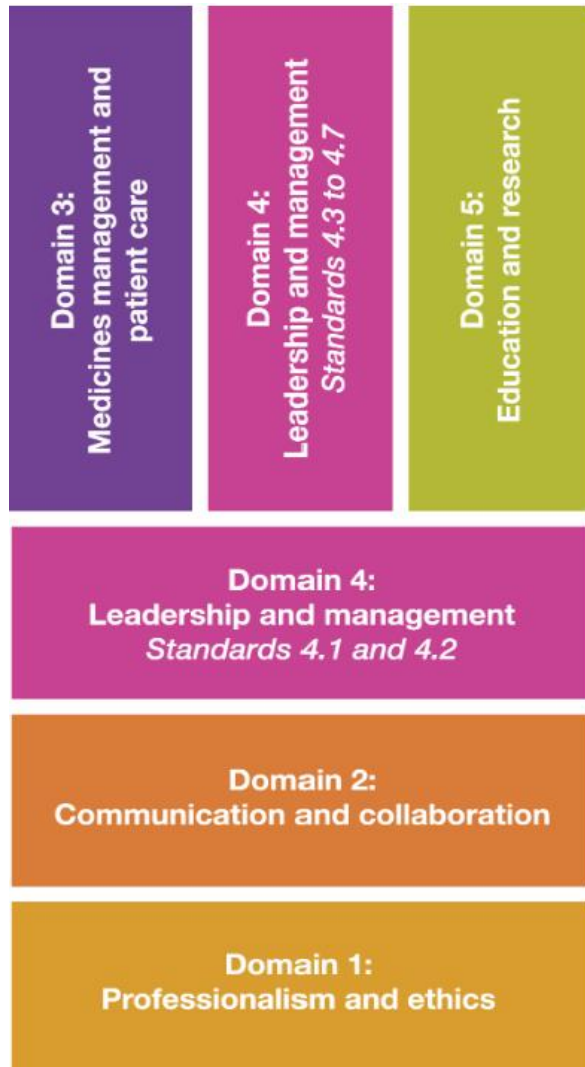 Domain 3:
Medicines management and
patient care
Domain 4:
Leadership and management
Standards 4.3 to 4.7
Domain 5:
Education and research
Domain 4:
Leadership and management
Standards 4.1 and 4.2
Domain 2:
Communication and collaboration
Domain 1:
Professionalism and ethics